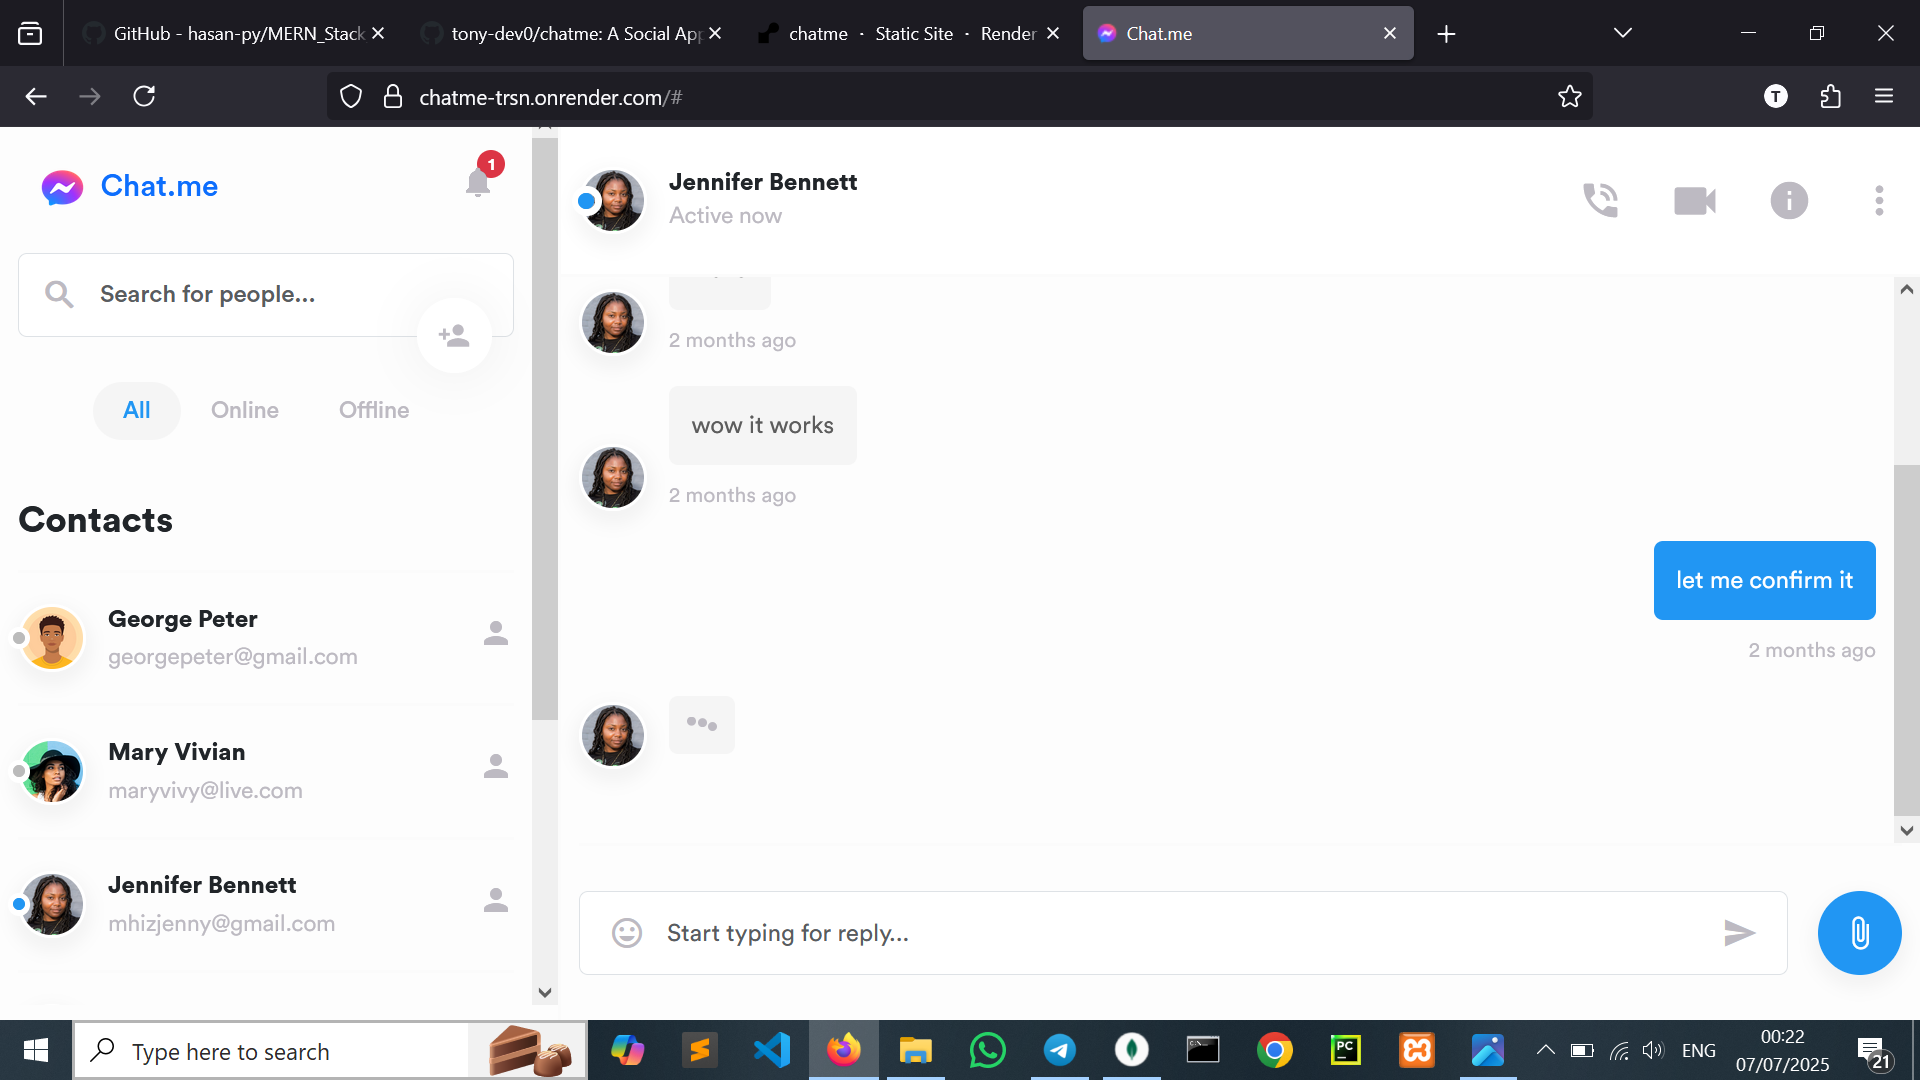 GitHub - hasan-py/MERN_Stack
tony-dev0/chatme: A Social App
chatme · Static Site · Render
Chat.me
chatme-trsn.onrender.com/#
T
Chat.me
1
Search for people...
All
Online
Offline
Contacts
George Peter
georgepeter@gmail.com
Mary Vivian
maryvivy@live.com
Jennifer Bennett
mhizjenny@gmail.com
Jennifer Bennett
Active now
2 months ago
wow it works
2 months ago
let me confirm it
2 months ago
Start typing for reply...
Type here to search
PC
ENG
00:22
07/07/2025
21